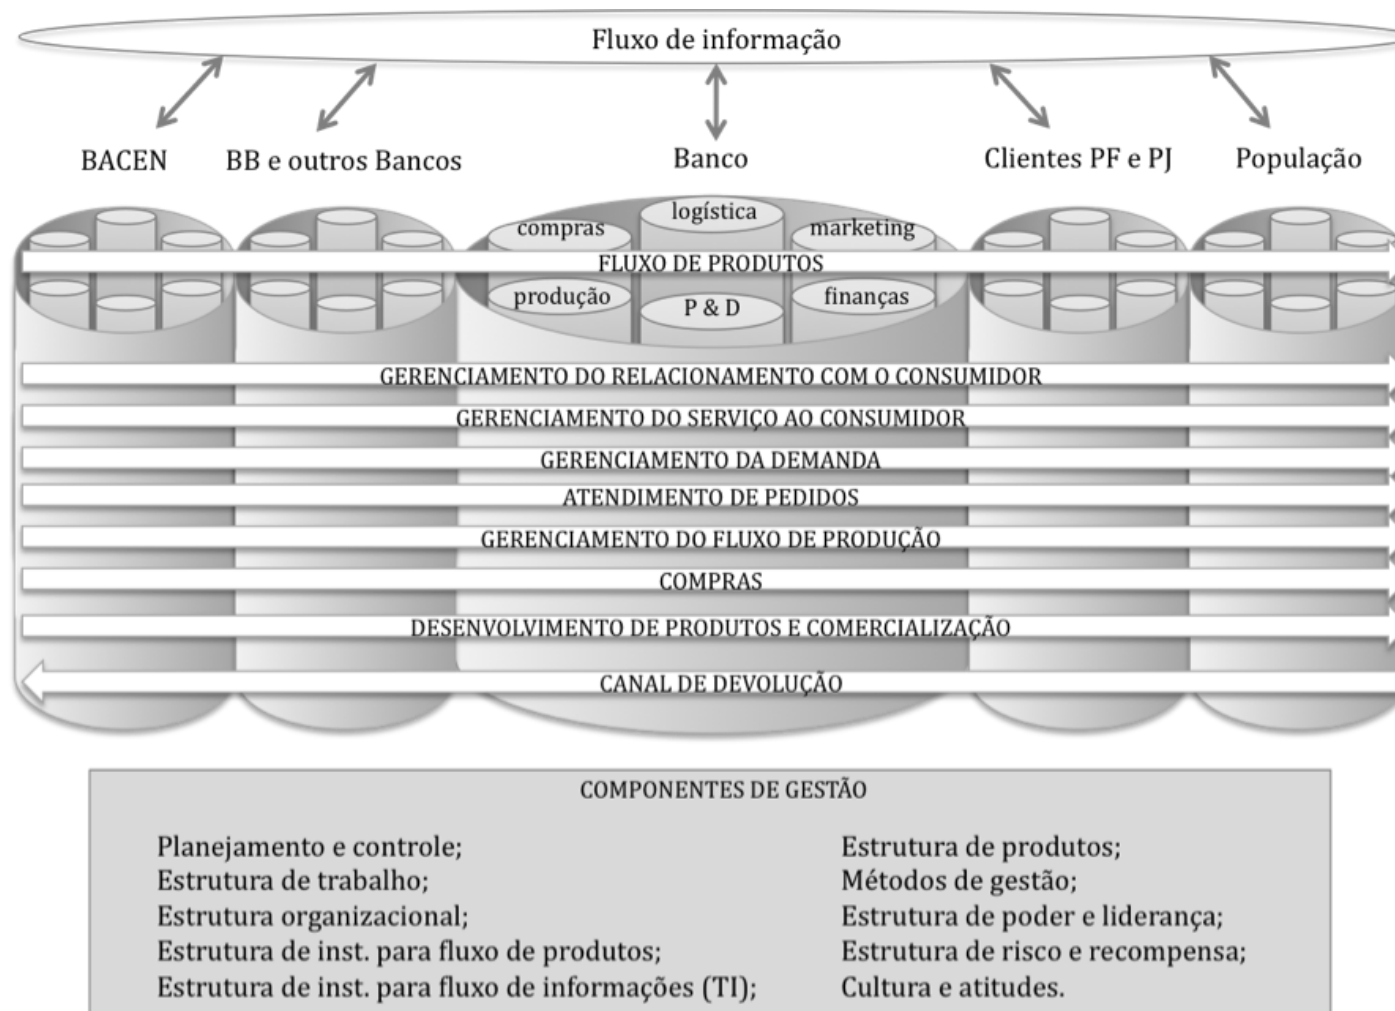 Fluxo de informação
BACEN
BB e outros Bancos
Banco
Clientes PF e PJ
População
compras
logística
marketing
FLUXO DE PRODUTOS
produção
P & D
finanças
GERENCIAMENTO DO RELACIONAMENTO COM O CONSUMIDOR
GERENCIAMENTO DO SERVIÇO AO CONSUMIDOR
GERENCIAMENTO DA DEMANDA
ATENDIMENTO DE PEDIDOS
GERENCIAMENTO DO FLUXO DE PRODUÇÃO
COMPRAS
DESENVOLVIMENTO DE PRODUTOS E COMERCIALIZAÇÃO
CANAL DE DEVOLUÇÃO
COMPONENTES DE GESTÃO
Planejamento e controle;
Estrutura de trabalho;
Estrutura organizacional;
Estrutura de inst. para fluxo de produtos;
Estrutura de inst. para fluxo de informações (TI);
Estrutura de produtos;
Métodos de gestão;
Estrutura de poder e liderança;
Estrutura de risco e recompensa;
Cultura e atitudes.